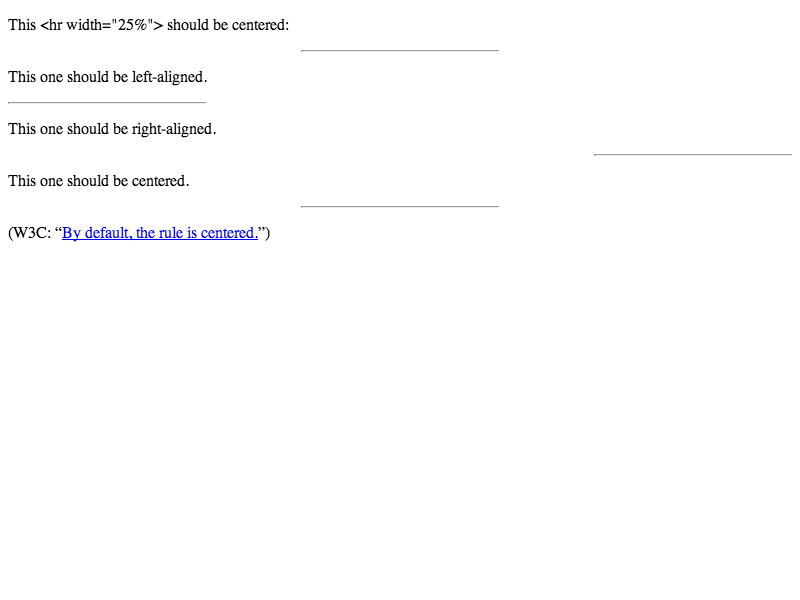 This <hr width="25%"> should be centered:
This one should be left-aligned.
This one should be right-aligned.
This one should be centered.
(W3C: “By default, the rule is centered.”)